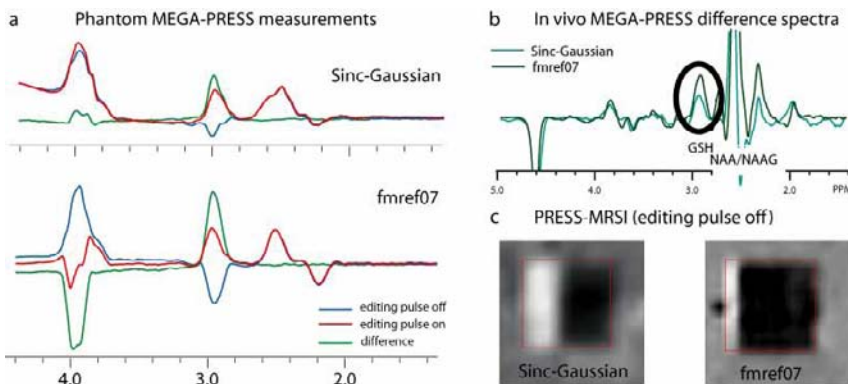 a Phantom MEGA-PRESS measurements
Sinc-Gaussian
fmref07
editing pulse off
editing pulse on
difference
4.0 3.0 2.0
b In vivo MEGA-PRESS difference spectra
Sinc-Gaussian
fmref07
GSH
NAA/NAAG
5.0 4.0 3.0 2.0 PPM
c PRESS-MRSI (editing pulse off)
Sinc-Gaussian fmref07